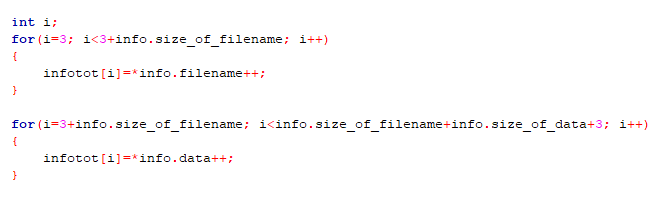 int i;
for(i=3; i<3+info.size_of_filename; i++)
{
    infotot[i]=*info.filename++;
}

for(i=3+info.size_of_filename; i<info.size_of_filename+info.size_of_data+3; i++)
{
    infotot[i]=*info.data++;
}